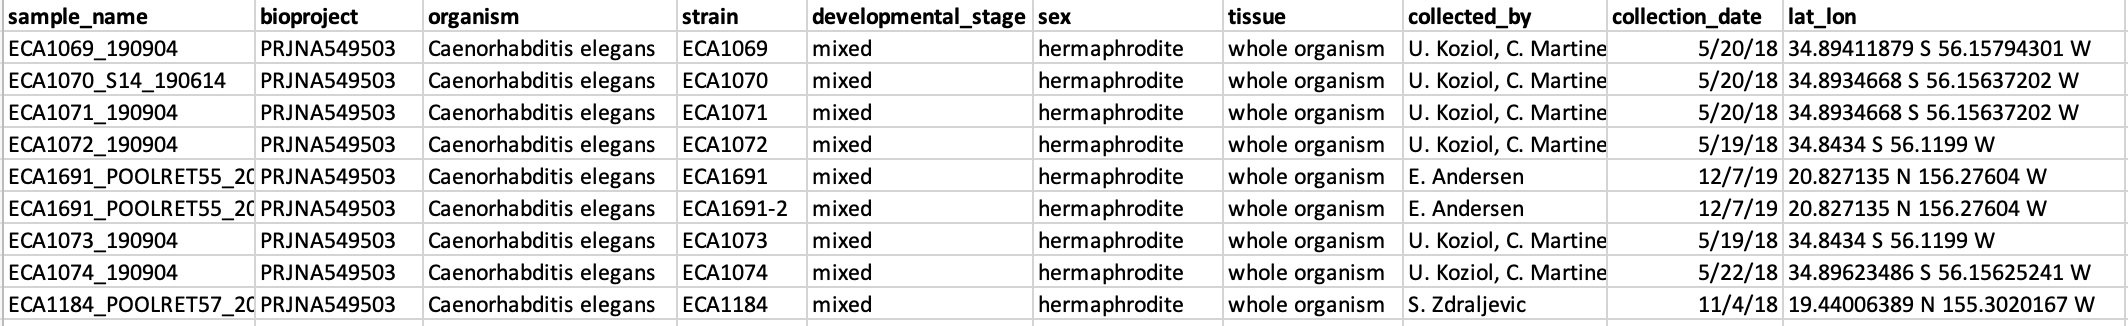 sample_name bioproject organism strain developmental_stage sex tissue collected_by collection_date lat_lon
ECA1069_190904 PRJNA549503 Caenorhabditis elegans ECA1069 mixed hermaphrodite whole organism U. Koziol, C. Martine 5/20/18 34.89411879 S 56.15794301 W
ECA1070_S14_190614 PRJNA549503 Caenorhabditis elegans ECA1070 mixed hermaphrodite whole organism U. Koziol, C. Martine 5/20/18 34.8934668 S 56.15637202 W
ECA1071_190904 PRJNA549503 Caenorhabditis elegans ECA1071 mixed hermaphrodite whole organism U. Koziol, C. Martine 5/20/18 34.8934668 S 56.15637202 W
ECA1072_190904 PRJNA549503 Caenorhabditis elegans ECA1072 mixed hermaphrodite whole organism U. Koziol, C. Martine 5/19/18 34.8434 S 56.1199 W
ECA1691_POOLRET55_20 PRJNA549503 Caenorhabditis elegans ECA1691 mixed hermaphrodite whole organism E. Andersen 12/7/19 20.827135 N 156.27604 W
ECA1691_POOLRET55_20 PRJNA549503 Caenorhabditis elegans ECA1691-2 mixed hermaphrodite whole organism E. Andersen 12/7/19 20.827135 N 156.27604 W
ECA1073_190904 PRJNA549503 Caenorhabditis elegans ECA1073 mixed hermaphrodite whole organism U. Koziol, C. Martine 5/19/18 34.8434 S 56.1199 W
ECA1074_190904 PRJNA549503 Caenorhabditis elegans ECA1074 mixed hermaphrodite whole organism U. Koziol, C. Martine 5/22/18 34.89623486 S 56.15625241 W
ECA1184_POOLRET57_20 PRJNA549503 Caenorhabditis elegans ECA1184 mixed hermaphrodite whole organism S. Zdraljevic 11/4/18 19.44006389 N 155.3020167 W